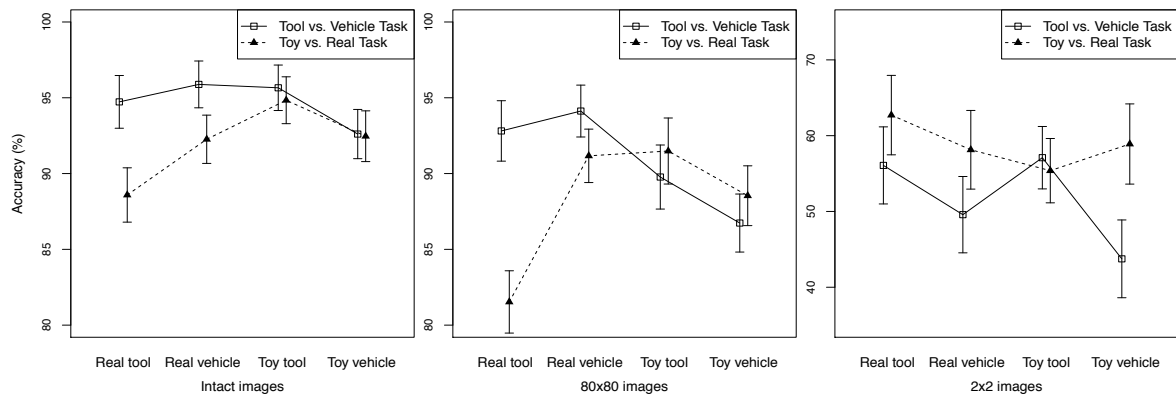 Accuracy (%)
100
95
90
85
80
Tool vs. Vehicle Task
Toy vs. Real Task
Real tool Real vehicle Toy tool Toy vehicle
Intact images
100
95
90
85
80
Tool vs. Vehicle Task
Toy vs. Real Task
Real tool Real vehicle Toy tool Toy vehicle
80x80 images
70
60
50
40
Tool vs. Vehicle Task
Toy vs. Real Task
Real tool Real vehicle Toy tool Toy vehicle
2x2 images